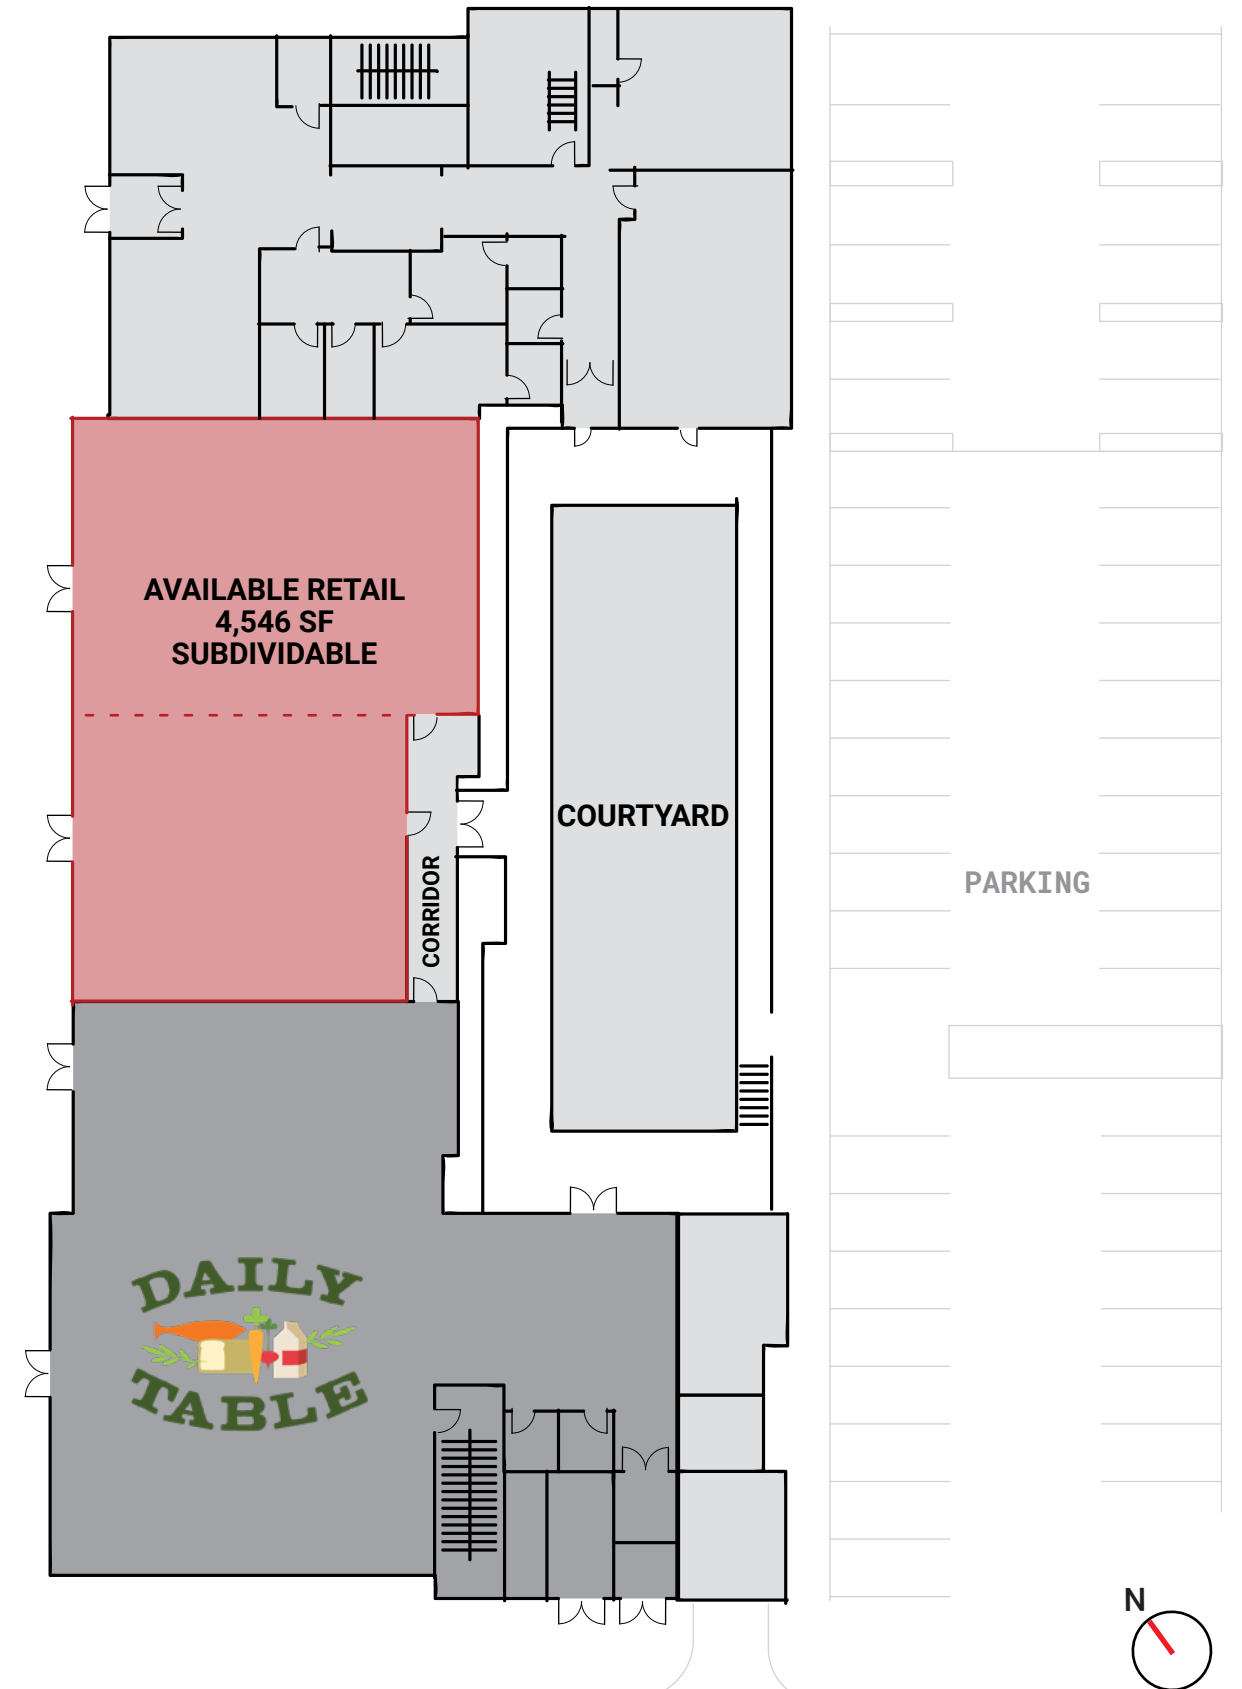 AVAILABLE RETAIL
4,546 SF
SUBDIVIDABLE
COURTYARD
CORRIDOR
PARKING
DAILY
TABLE
N